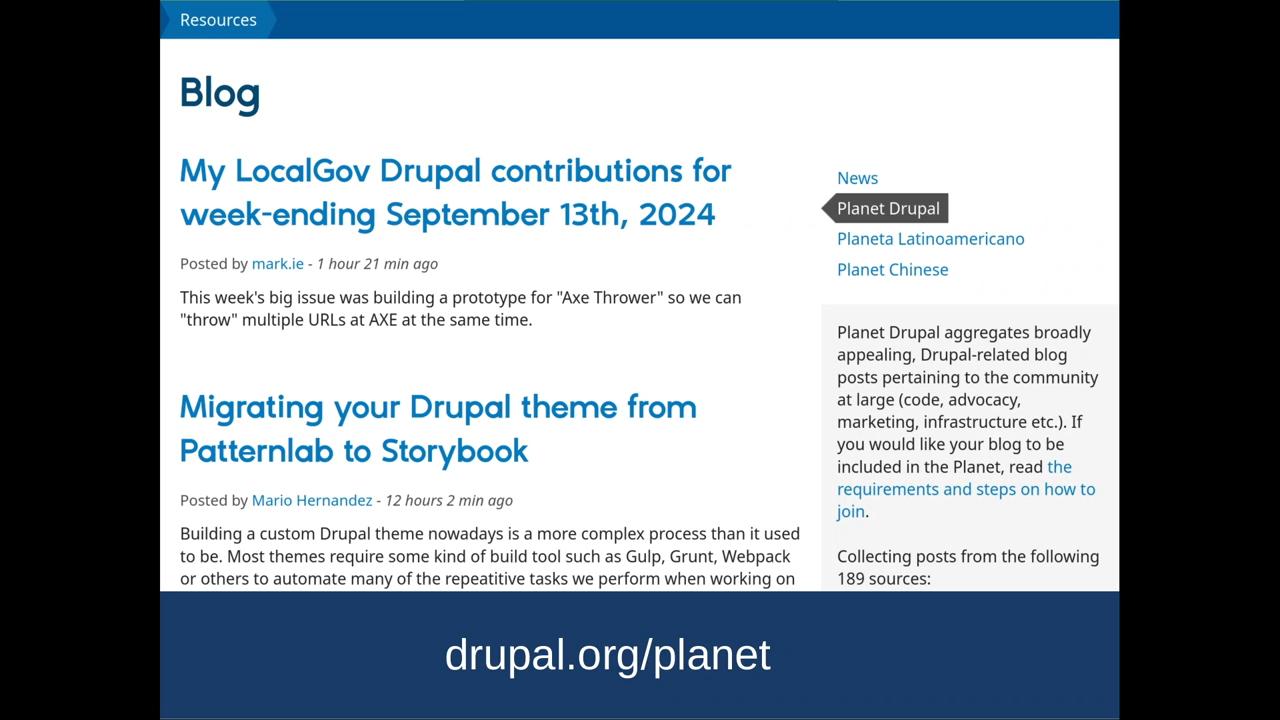 Resources
Blog
My LocalGov Drupal contributions for
week-ending September 13th, 2024
Posted by mark.ie - 1 hour 21 min ago
This week's big issue was building a prototype for "Axe Thrower" so we can
"throw" multiple URLs at AXE at the same time.
Migrating your Drupal theme from
Patternlab to Storybook
Posted by Mario Hernandez - 12 hours 2 min ago
Building a custom Drupal theme nowadays is a more complex process than it used
to be. Most themes require some kind of build tool such as Gulp, Grunt, Webpack
or others to automate many of the repeatitive tasks we perform when working on
News
Planet Drupal
Planeta Latinoamericano
Planet Chinese
Planet Drupal aggregates broadly
appealing, Drupal-related blog
posts pertaining to the community
at large (code, advocacy,
marketing, infrastructure etc.). If
you would like your blog to be
included in the Planet, read the
requirements and steps on how to
join.
Collecting posts from the following
189 sources:
drupal.org/planet